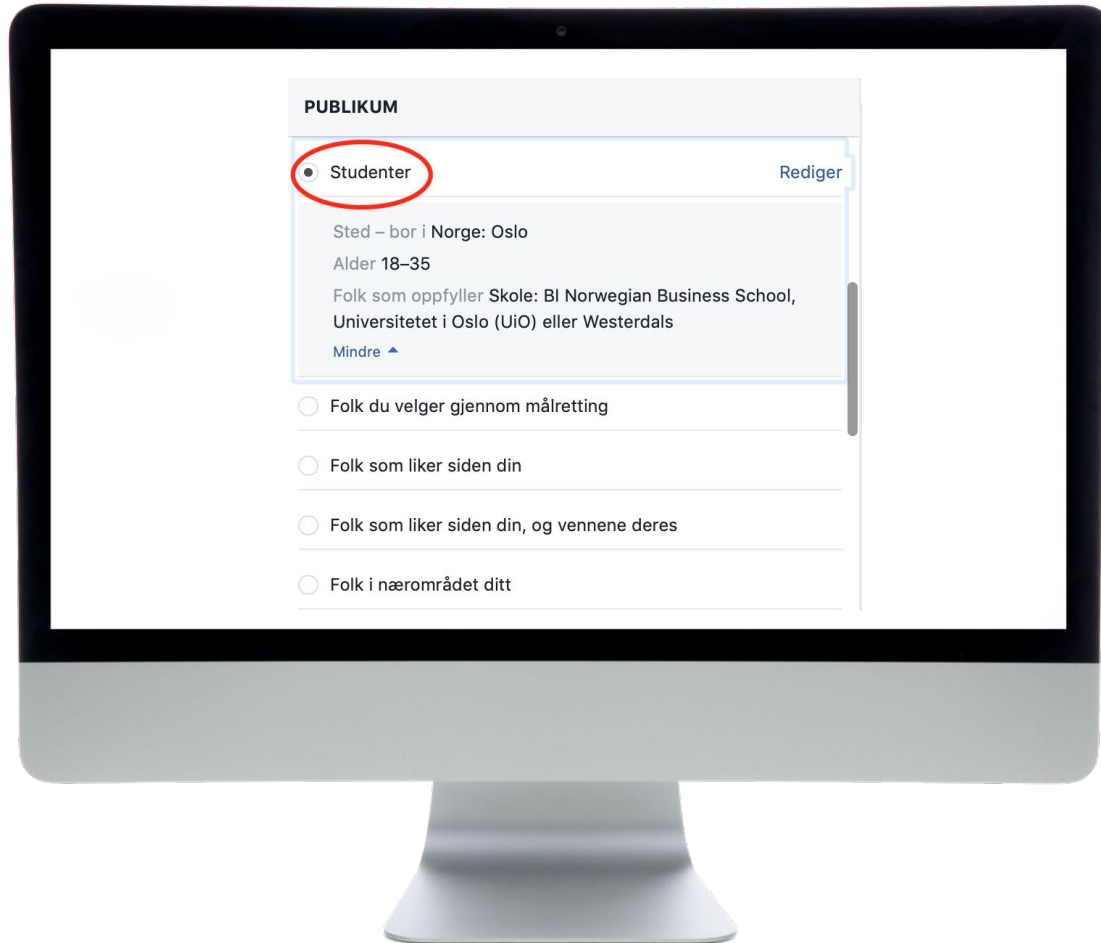 PUBLIKUM
Studenter
Rediger
Sted – bor i Norge: Oslo
Alder 18–35
Folk som oppfyller Skole: BI Norwegian Business School,
Universitetet i Oslo (UiO) eller Westerdals
Mindre
Folk du velger gjennom målretting
Folk som liker siden din
Folk som liker siden din, og vennene deres
Folk i nærområdet ditt